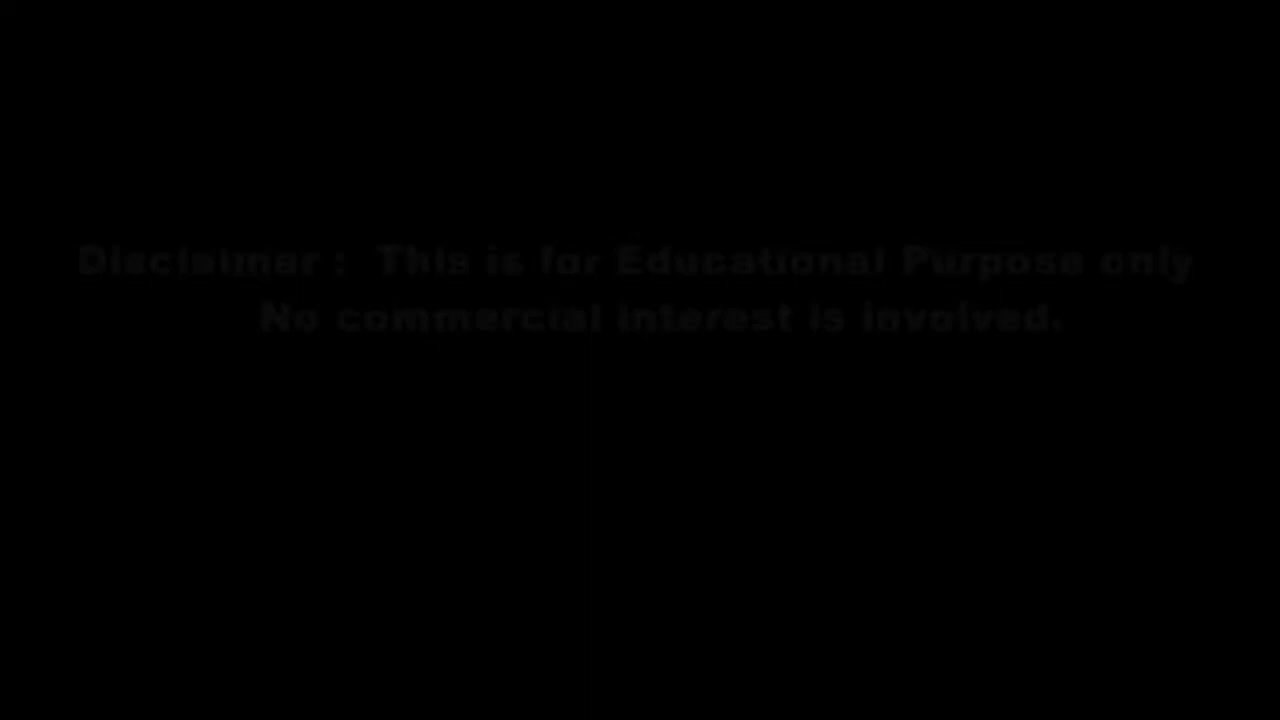 Disclaimer : This is for Educational Purpose only
No commercial interest is involved.